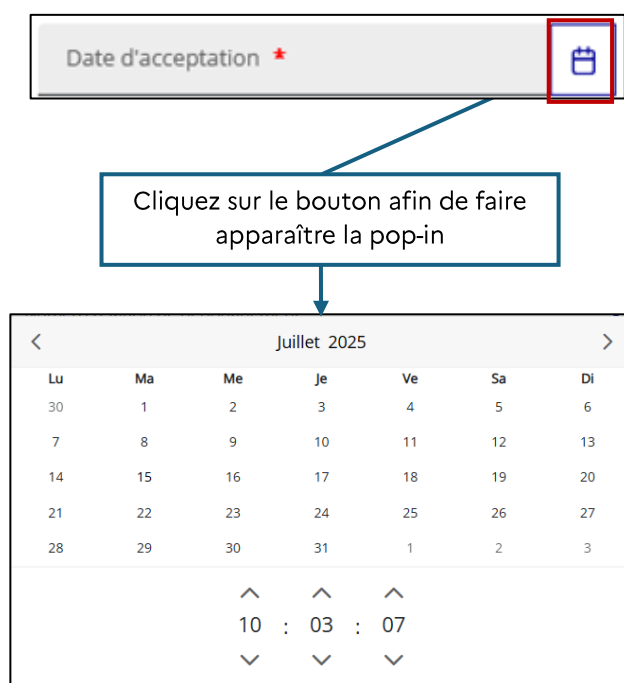 Date d'acceptation *
Cliquez sur le bouton afin de faire
apparaître la pop-in
Juillet 2025
Lu Ma Me Je Ve Sa Di
30 1 2 3 4 5 6
7 8 9 10 11 12 13
14 15 16 17 18 19 20
21 22 23 24 25 26 27
28 29 30 31 1 2 3
10 : 03 : 07